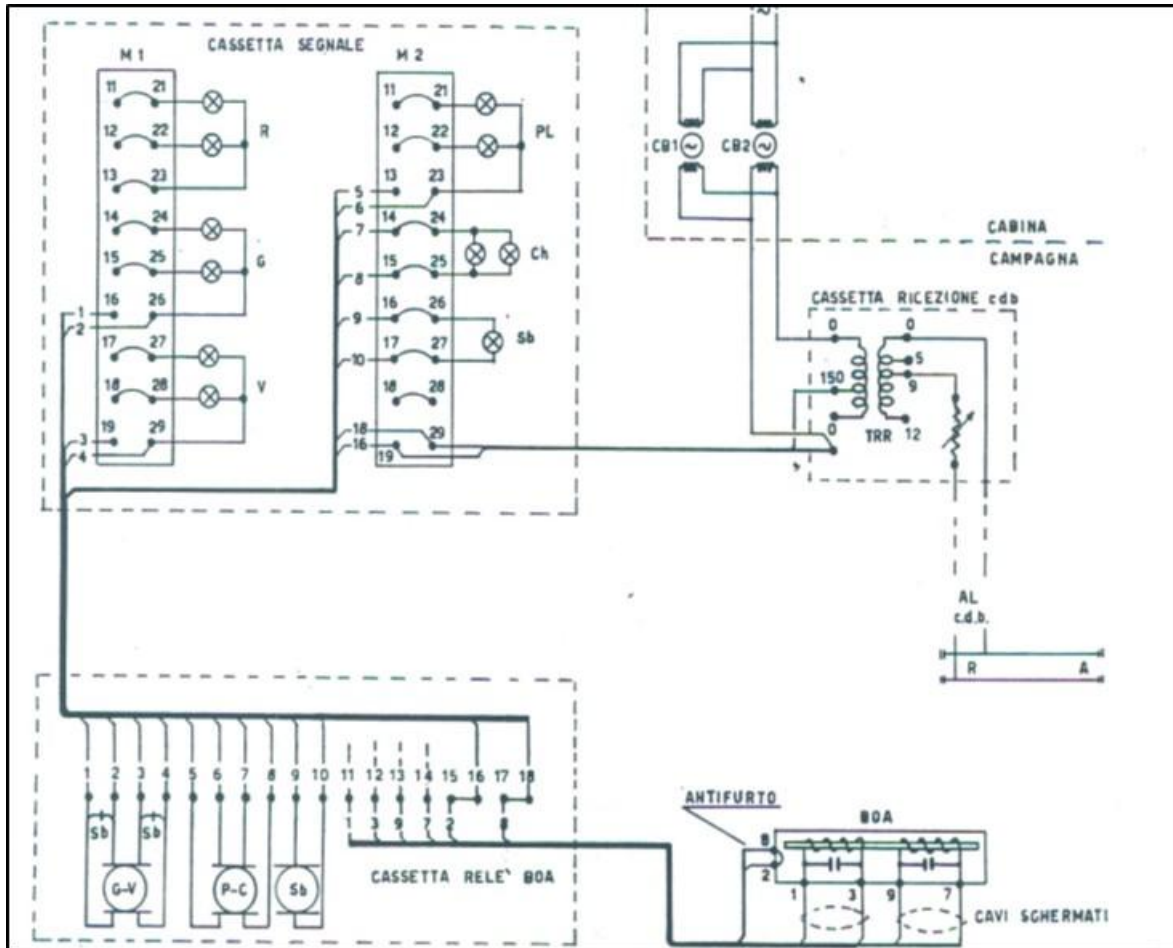 CASSETTA SEGNALE
M 1
M 2
11 21
12 22
R
13 23
14 24
15 25
G
1 16 26
2
17 27
18 28
V
3 19 29
4
11 21
12 22
PL
5 13 23
6
7 14 24
Ch
8 15 25
9 16 26
Sb
10 17 27
18 28
18 29
16 19
CB1 CB2
CABINA
CAMPAGNA
CASSETTA RICEZIONE cdb
0 0
5
150 9
0 12
TRR
AL
c.d.b.
R A
1 2 3 4 5 6 7 8 9 10 11 12 13 14 15 16 17 18
Sb Sb
1 3 9 7 2 8
G-V P-C Sb
CASSETTA RELE' BOA
ANTIFURTO
BOA
8
2
1 3 9 7
CAVI SCHERMATI